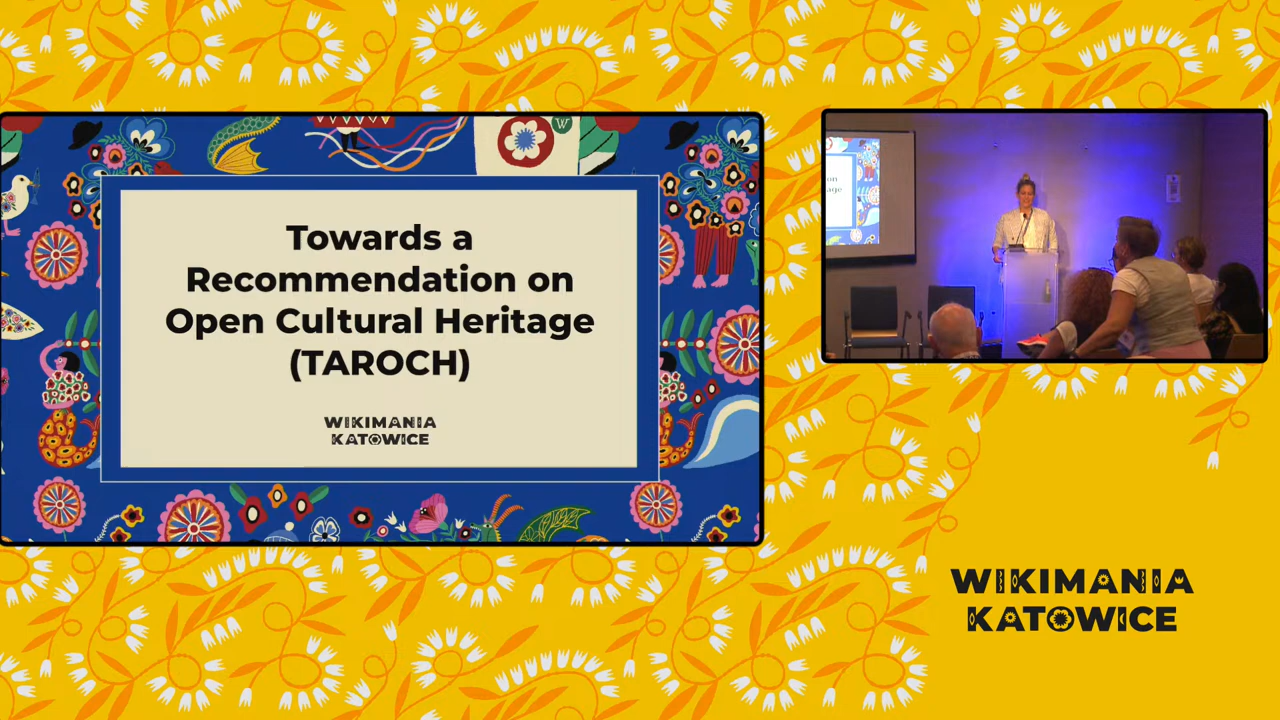 Towards a
Recommendation on
Open Cultural Heritage
(TAROCH)
WIKIMANIA
KATOWICE
W
WIKIMANIA
KATOWICE